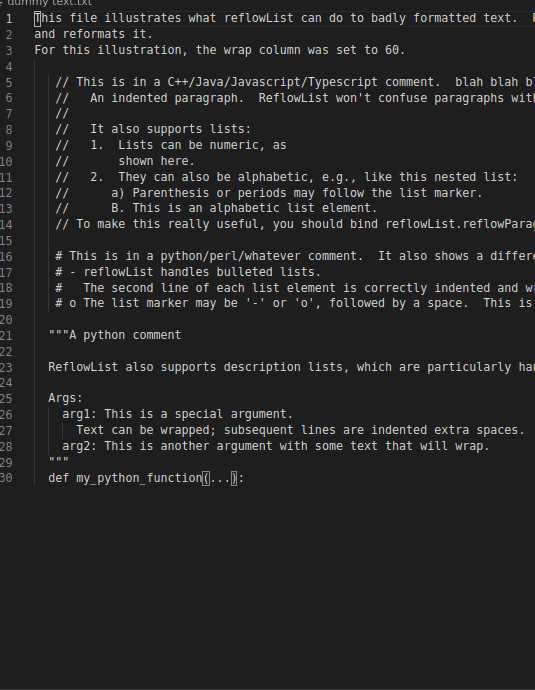 dummy text.txt
1 This file illustrates what reflowList can do to badly formatted text.
2 and reformats it.
3 For this illustration, the wrap column was set to 60.
4
5 // This is in a C++/Java/Javascript/Typescript comment. blah blah bl
6 // An indented paragraph. ReflowList won't confuse paragraphs with
7 //
8 // It also supports lists:
9 // 1. Lists can be numeric, as
10 // shown here.
11 // 2. They can also be alphabetic, e.g., like this nested list:
12 // a) Parenthesis or periods may follow the list marker.
13 // B. This is an alphabetic list element.
14 // To make this really useful, you should bind reflowList.reflowParag
15
16 # This is in a python/perl/whatever comment. It also shows a differe
17 # - reflowList handles bulleted lists.
18 # The second line of each list element is correctly indented and wr
19 # o The list marker may be '-' or 'o', followed by a space. This is
20
21 """A python comment
22
23 ReflowList also supports description lists, which are particularly han
24
25 Args:
26 arg1: This is a special argument.
27 Text can be wrapped; subsequent lines are indented extra spaces.
28 arg2: This is another argument with some text that will wrap.
29 """
30 def my_python_function(...):